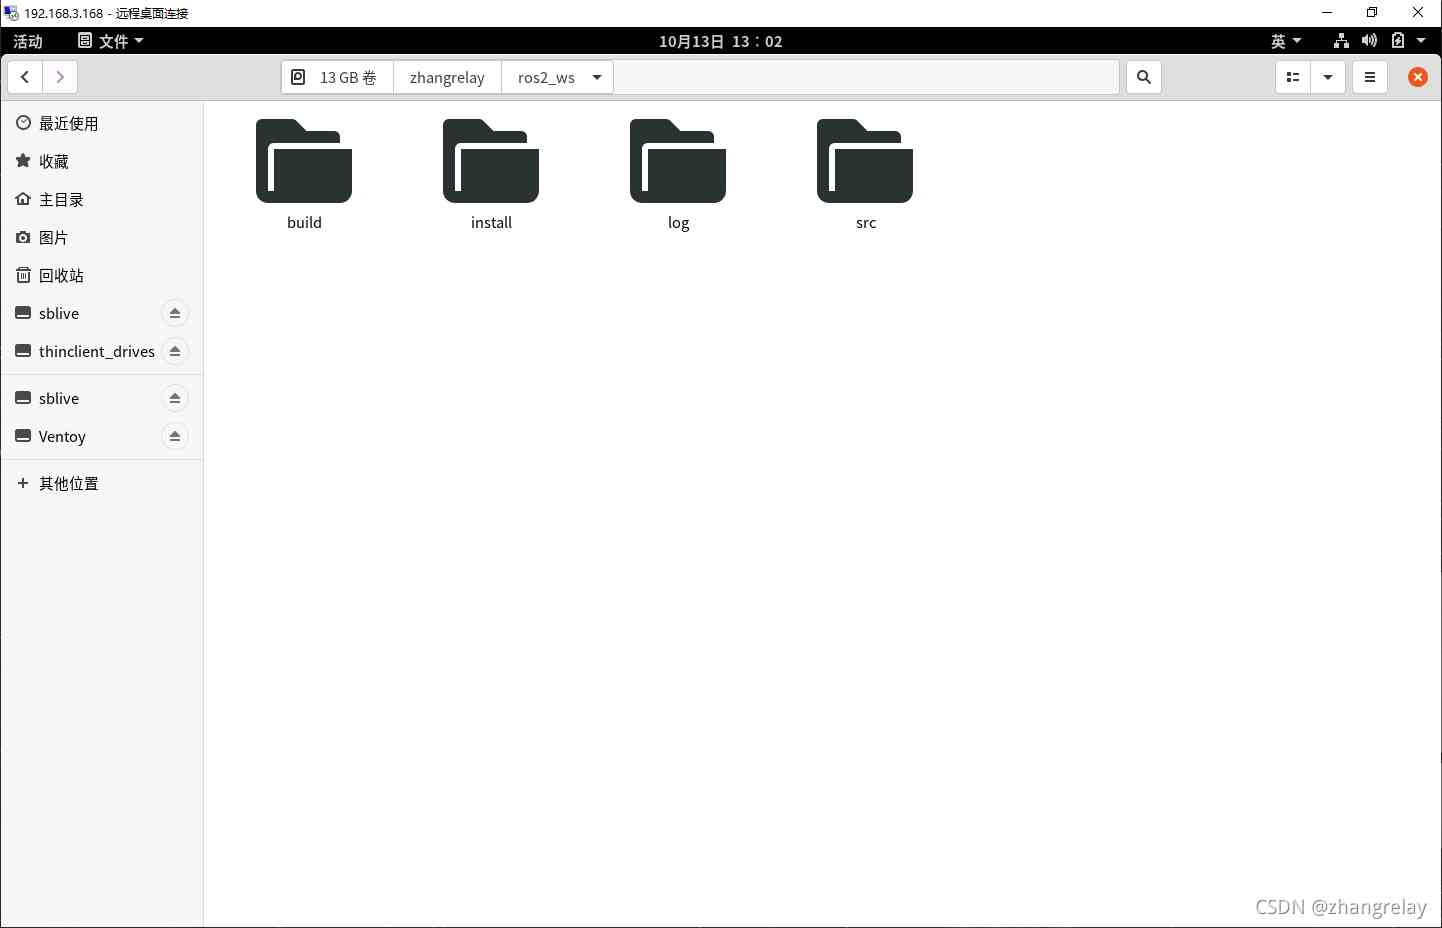 192.168.3.168 - 远程桌面连接
活动 文件 10月13日 13：02 英
13 GB 卷 zhangrelay ros2_ws
最近使用
收藏
主目录
图片
回收站
sblive
thinclient_drives
sblive
Ventoy
其他位置
build install log src
CSDN @zhangrelay